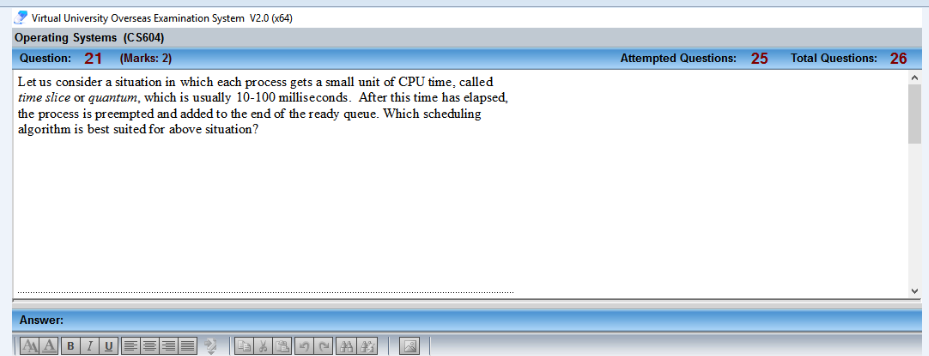 Virtual University Overseas Examination System V2.0 (x64)
Operating Systems (CS604)
Question: 21 (Marks: 2) Attempted Questions: 25 Total Questions: 26
Let us consider a situation in which each process gets a small unit of CPU time, called
time slice or quantum, which is usually 10-100 milliseconds. After this time has elapsed,
the process is preempted and added to the end of the ready queue. Which scheduling
algorithm is best suited for above situation?
Answer:
AA A B I U